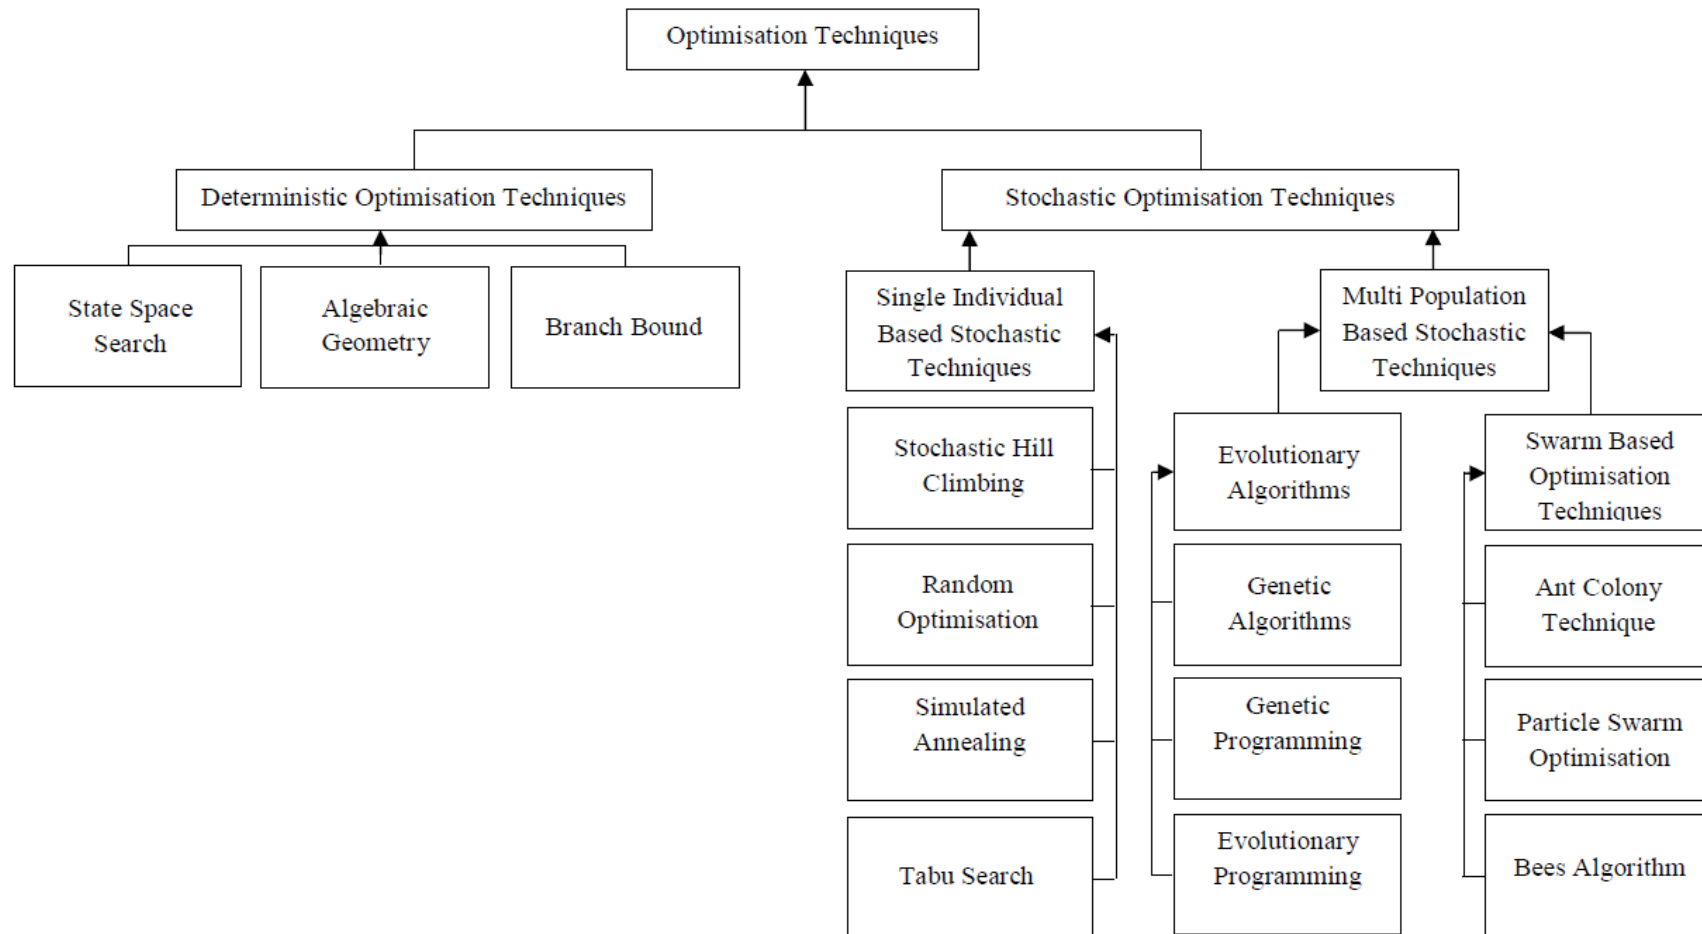 Optimisation Techniques
Deterministic Optimisation Techniques
Stochastic Optimisation Techniques
State Space
Search
Algebraic
Geometry
Branch Bound
Single Individual
Based Stochastic
Techniques
Multi Population
Based Stochastic
Techniques
Stochastic Hill
Climbing
Evolutionary
Algorithms
Swarm Based
Optimisation
Techniques
Random
Optimisation
Genetic
Algorithms
Ant Colony
Technique
Simulated
Annealing
Genetic
Programming
Particle Swarm
Optimisation
Tabu Search
Evolutionary
Programming
Bees Algorithm